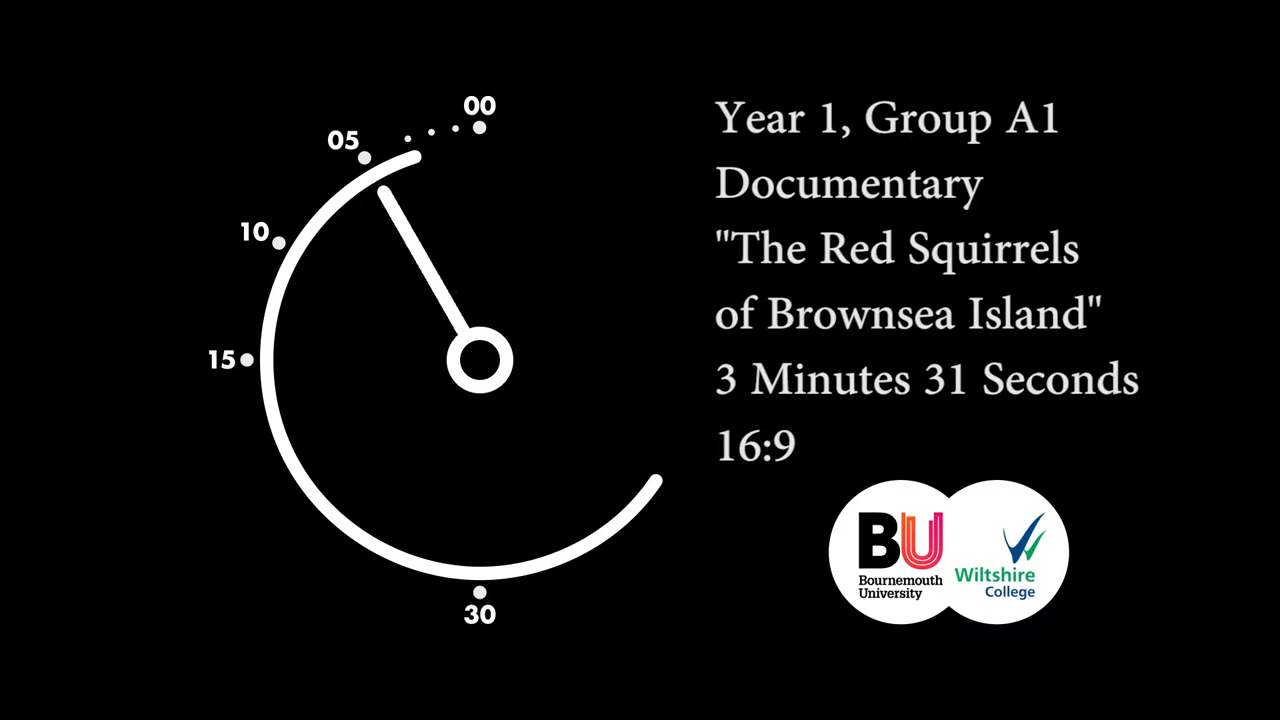 00
05
10
15
30
Year 1, Group A1
Documentary
"The Red Squirrels
of Brownsea Island"
3 Minutes 31 Seconds
16:9
BU
Bournemouth
University
Wiltshire
College